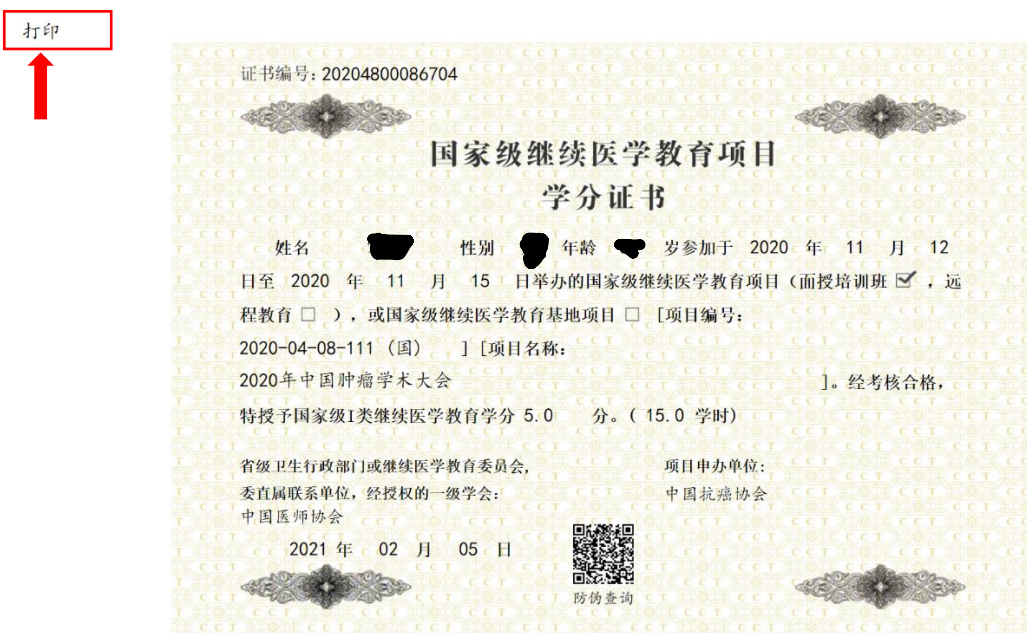 打印
证书编号: 20204800086704
国家级继续医学教育项目
学分证书
姓名 性别 年龄 岁参加于 2020 年 11 月 12
日至 2020 年 11 月 15 日举办的国家级继续医学教育项目（面授培训班 ☑ ，远
程教育 □ ），或国家级继续医学教育基地项目 □ [项目编号:
2020-04-08-111 （国） ] [项目名称:
2020年中国肿瘤学术大会 ]。经考核合格,
特授予国家级I类继续医学教育学分 5.0 分。( 15.0 学时)
省级卫生行政部门或继续医学教育委员会, 项目申办单位:
委直属联系单位，经授权的一级学会: 中国抗癌协会
中国医师协会
2021 年 02 月 05 日
防伪查询